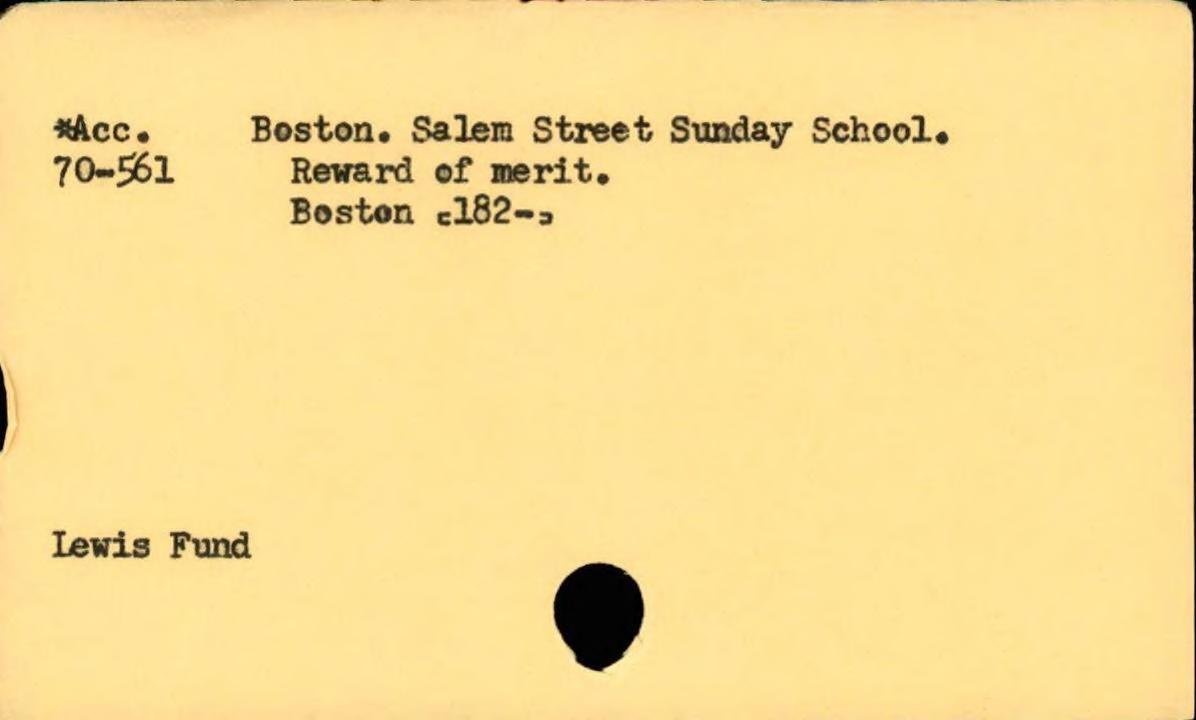 *Acc. Boston. Salem Street Sunday School.
70-561 Reward of merit.
Boston [182-]
Lewis Fund